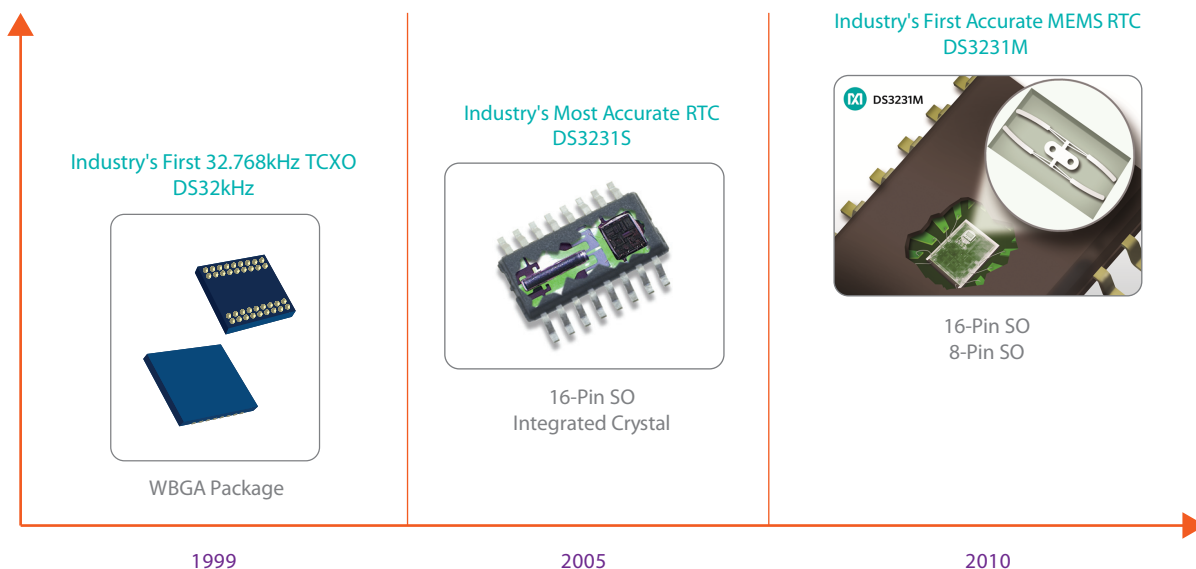 Industry's First 32.768kHz TCXO
DS32kHz
WBGA Package
1999
Industry's Most Accurate RTC
DS3231S
16-Pin SO
Integrated Crystal
2005
Industry's First Accurate MEMS RTC
DS3231M
DS3231M
16-Pin SO
8-Pin SO
2010